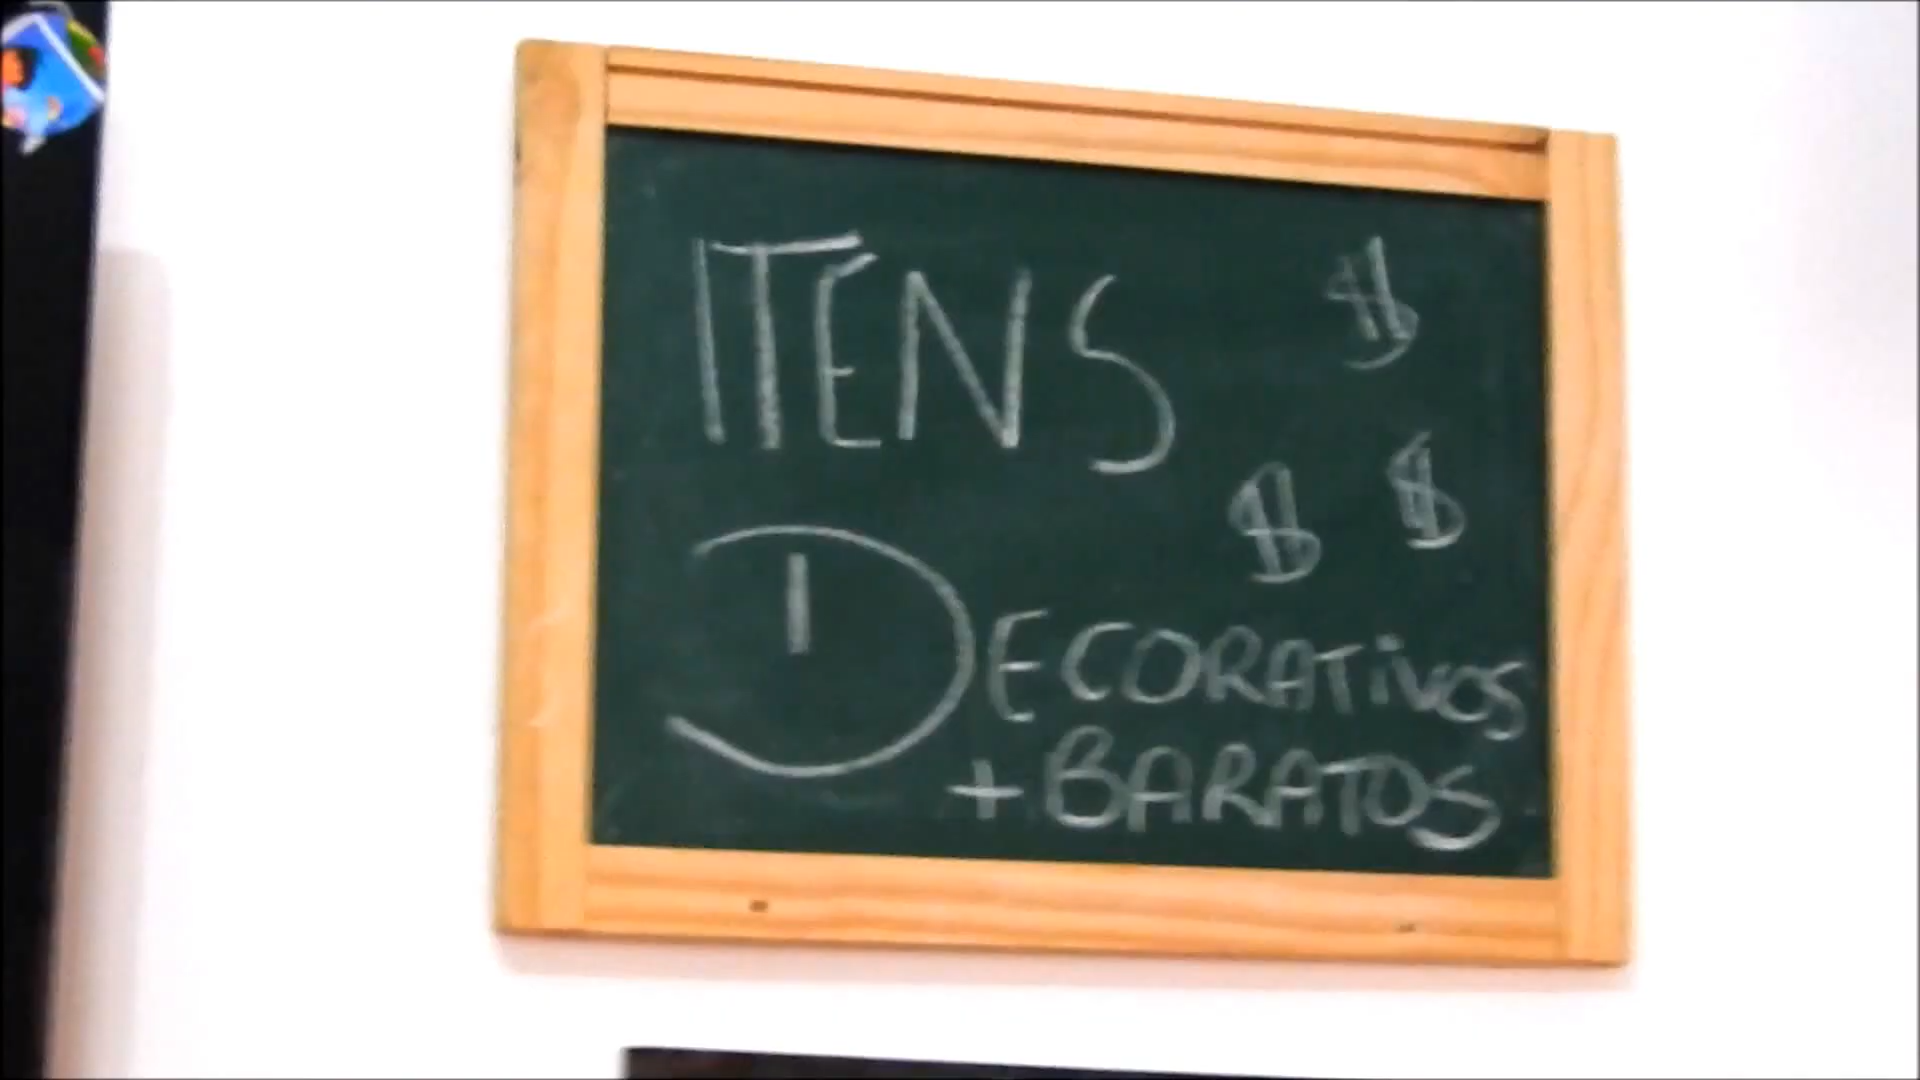 ITENS $
$ $
DECORATiVOS
+ BARATOS